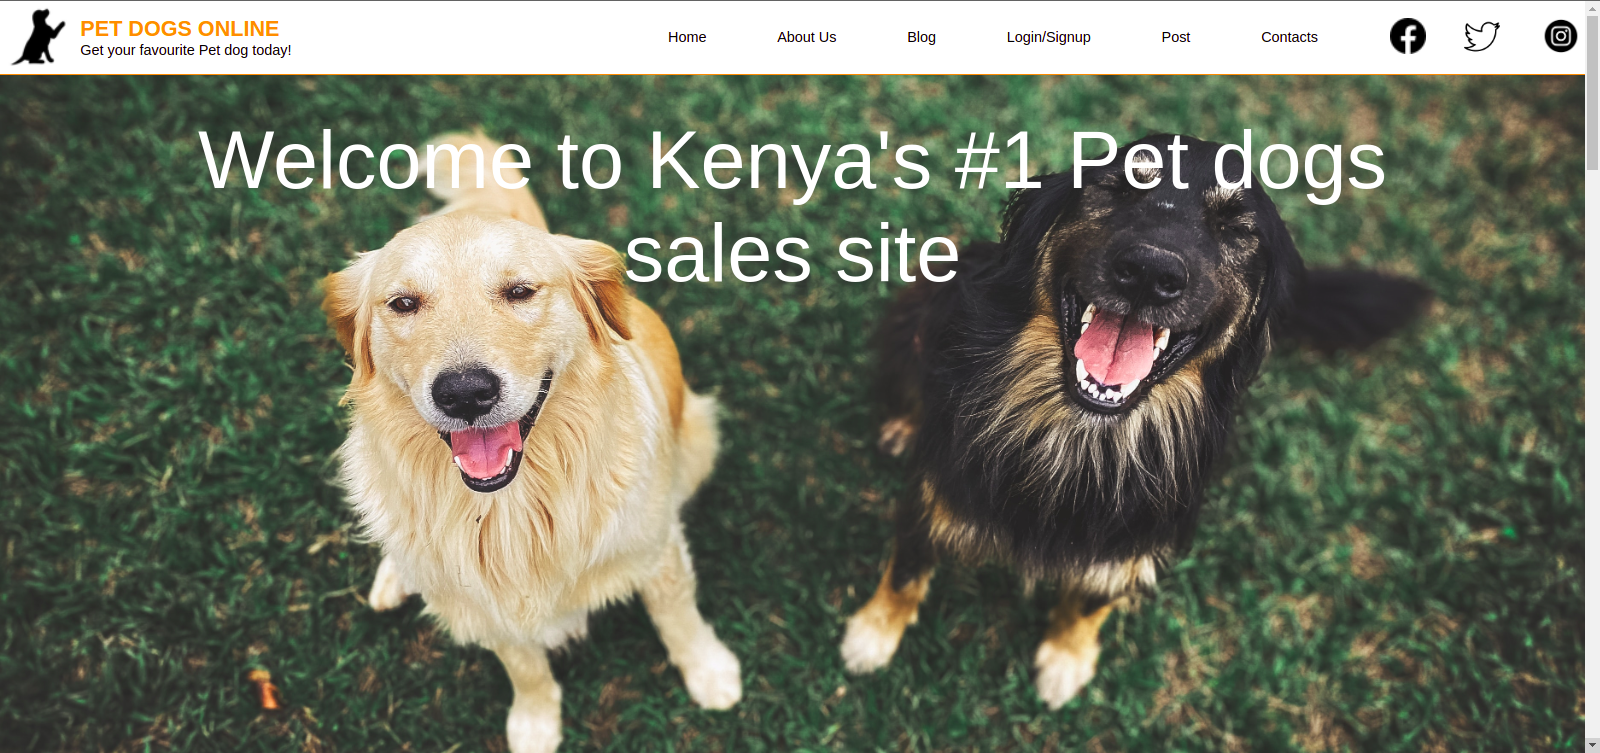 PET DOGS ONLINE
Get your favourite Pet dog today!
Home About Us Blog Login/Signup Post Contacts
Welcome to Kenya's #1 Pet dogs
sales site